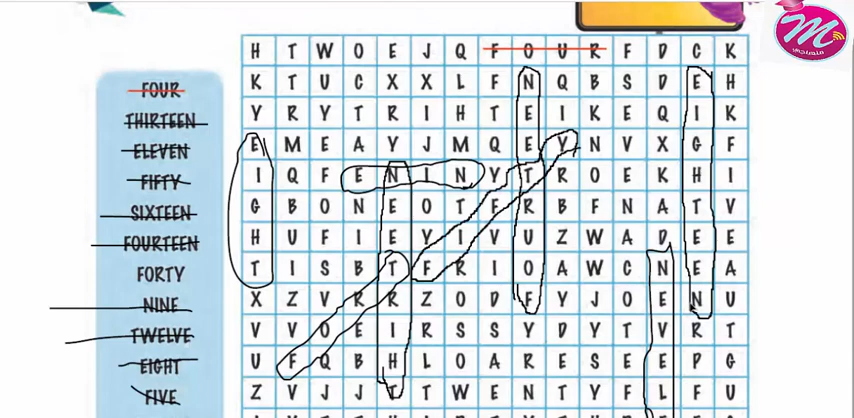 H T W O E J Q F O U R F D C K
K T U C X X L F N Q B S D E H
FOUR
Y R Y T R I H T E I K E Q I K
THIRTEEN
E M E A Y J M Q E Y N V X G F
ELEVEN
I Q F E N I N Y T R O E K H I
FIFTY
G B O N E O T F R B F N A T V
SIXTEEN
H U F I E Y I V U Z W A D E E
FOURTEEN
T I S B T F R I O A W C N E A
FORTY
X Z V R R Z O D F Y J O E N U
NINE
V V O E I R S S Y D Y T V R T
TWELVE
U F Q B H L O A R E S E E P G
EIGHT
Z V J J T T W E N T Y F L F U
FIVE